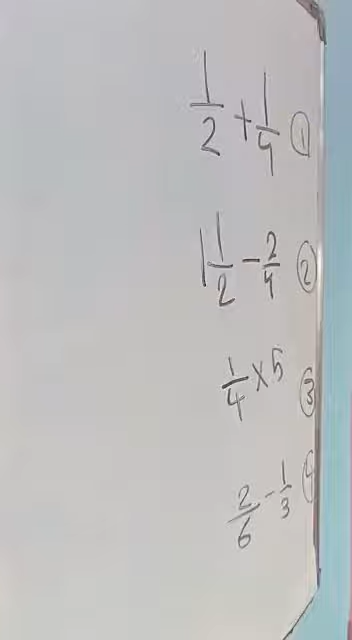 1/2 + 1/4 ①
1 1/2 - 2/4 ②
1/4 × 5 ③
2/6 - 1/3 ④